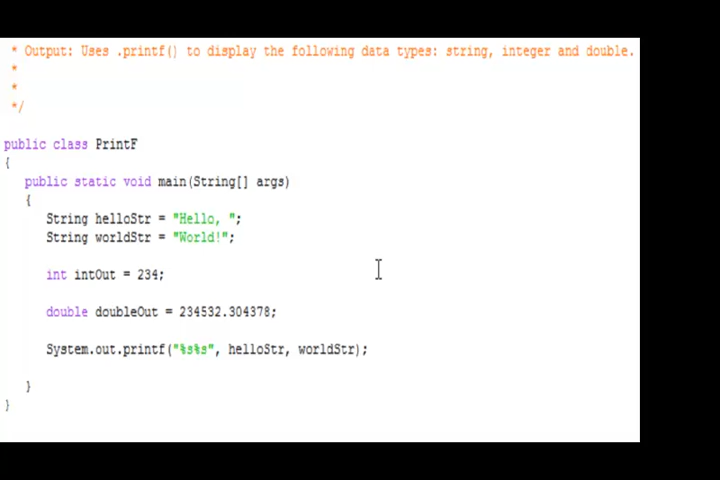 * Output: Uses .printf() to display the following data types: string, integer and double.
*
*
*/
public class PrintF
{
public static void main(String[] args)
{
String helloStr = "Hello, ";
String worldStr = "World!";
int intOut = 234;
double doubleOut = 234532.304378;
System.out.printf("%s%s", helloStr, worldStr);
}
}